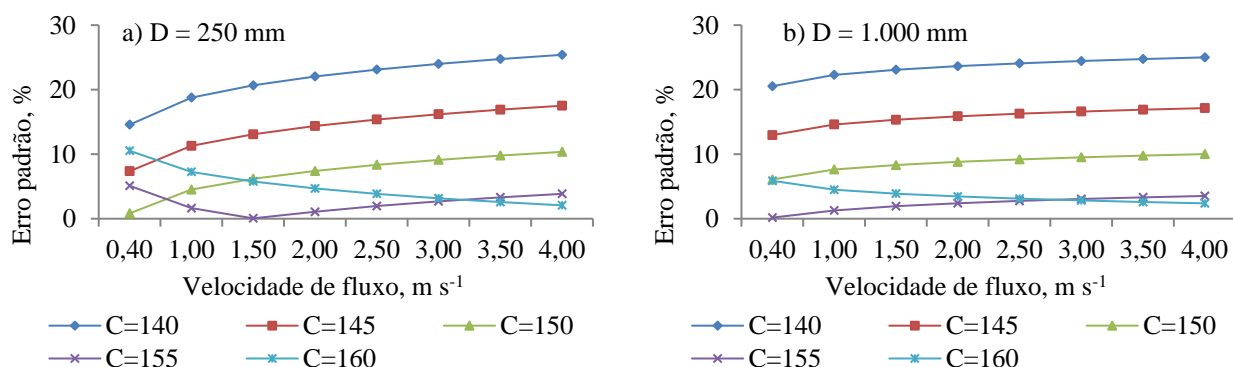 a) D = 250 mm
Erro padrão, %
30
20
10
0
0,40 1,00 1,50 2,00 2,50 3,00 3,50 4,00
Velocidade de fluxo, m s-1
C=140 C=145 C=150
C=155 C=160
b) D = 1.000 mm
Erro padrão, %
30
20
10
0
0,40 1,00 1,50 2,00 2,50 3,00 3,50 4,00
Velocidade de fluxo, m s-1
C=140 C=145 C=150
C=155 C=160